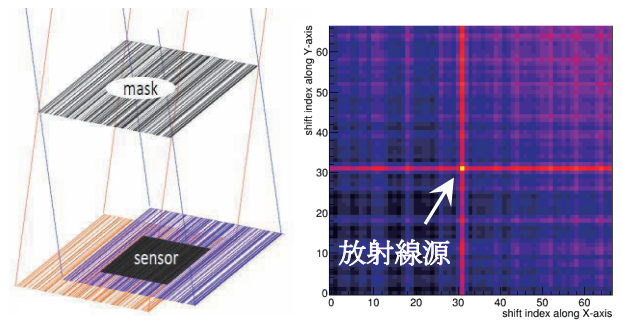 mask
sensor
shift index along Y-axis
60
50
40
30
20
10
0
放射線源
0 10 20 30 40 50 60
shift index along X-axis